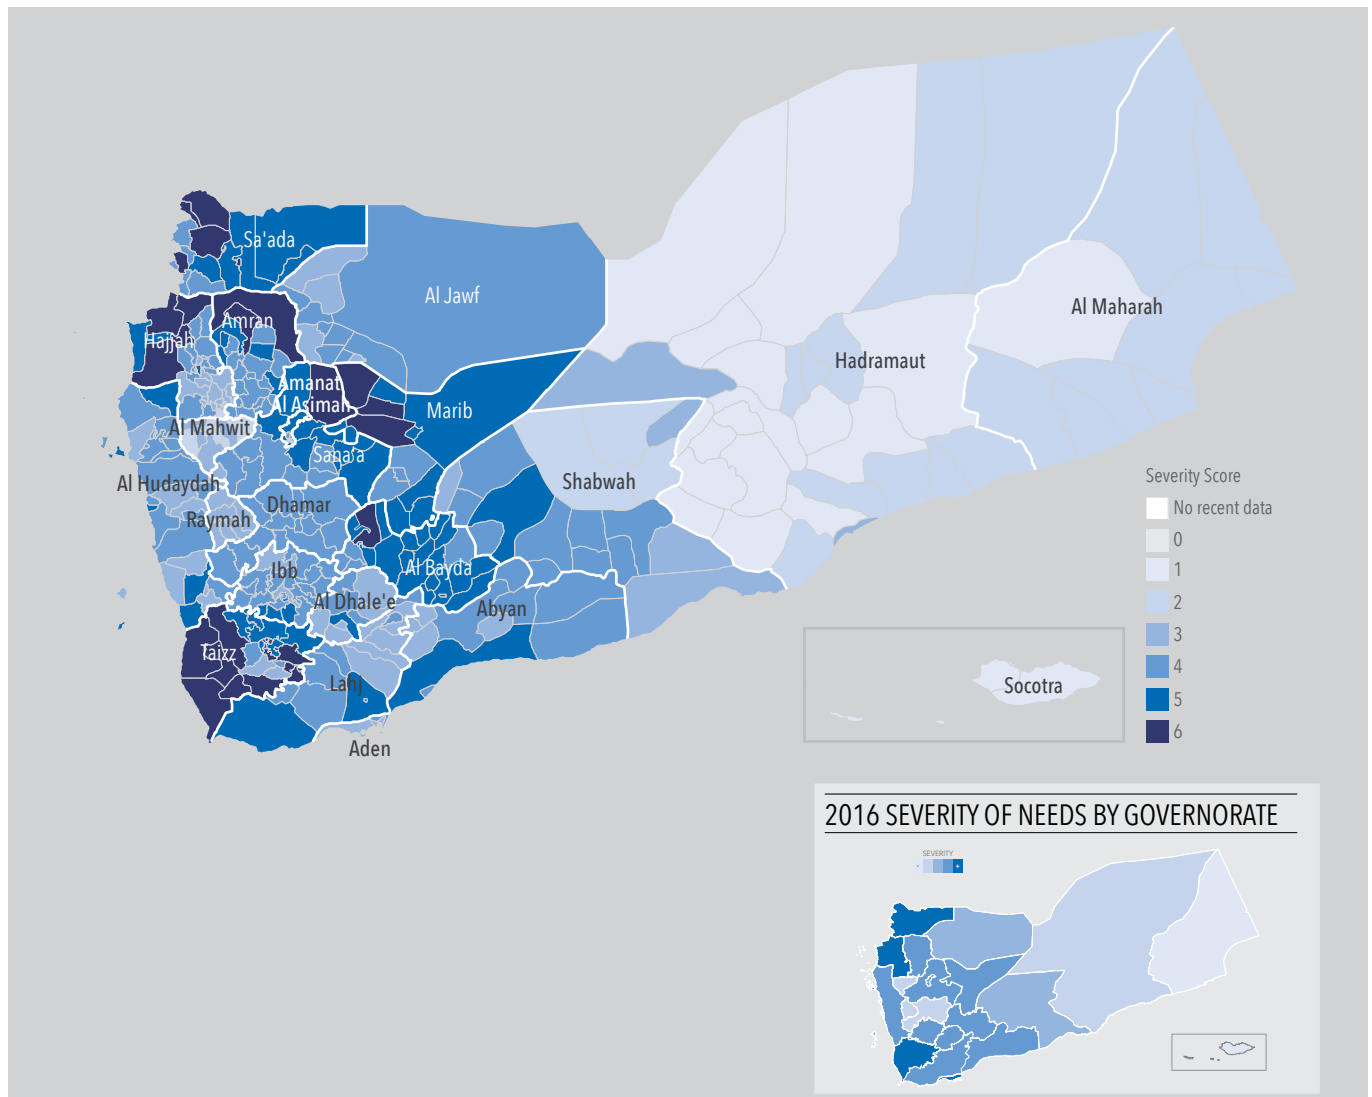 Sa'ada
Al Jawf
Al Maharah
Amran
Hajjah
Hadramaut
Amanat
Al Asimah
Marib
Al Mahwit
Sana'a
Shabwah
Al Hudaydah
Dhamar
Raymah
Ibb
Al Bayda
Al Dhale'e
Abyan
Taizz
Lahj
Aden
Socotra
Severity Score
No recent data
0
1
2
3
4
5
6
2016 SEVERITY OF NEEDS BY GOVERNORATE
SEVERITY
- +